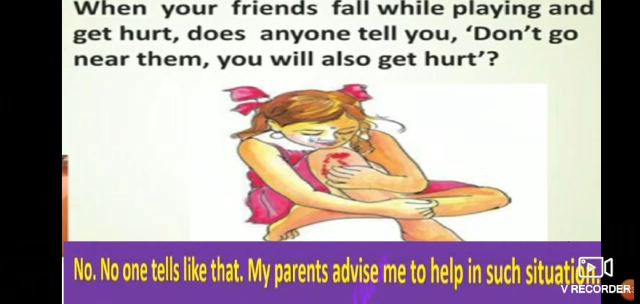 When your friends fall while playing and
get hurt, does anyone tell you, ‘Don’t go
near them, you will also get hurt’?
No. No one tells like that. My parents advise me to help in such situation.
V RECORDER